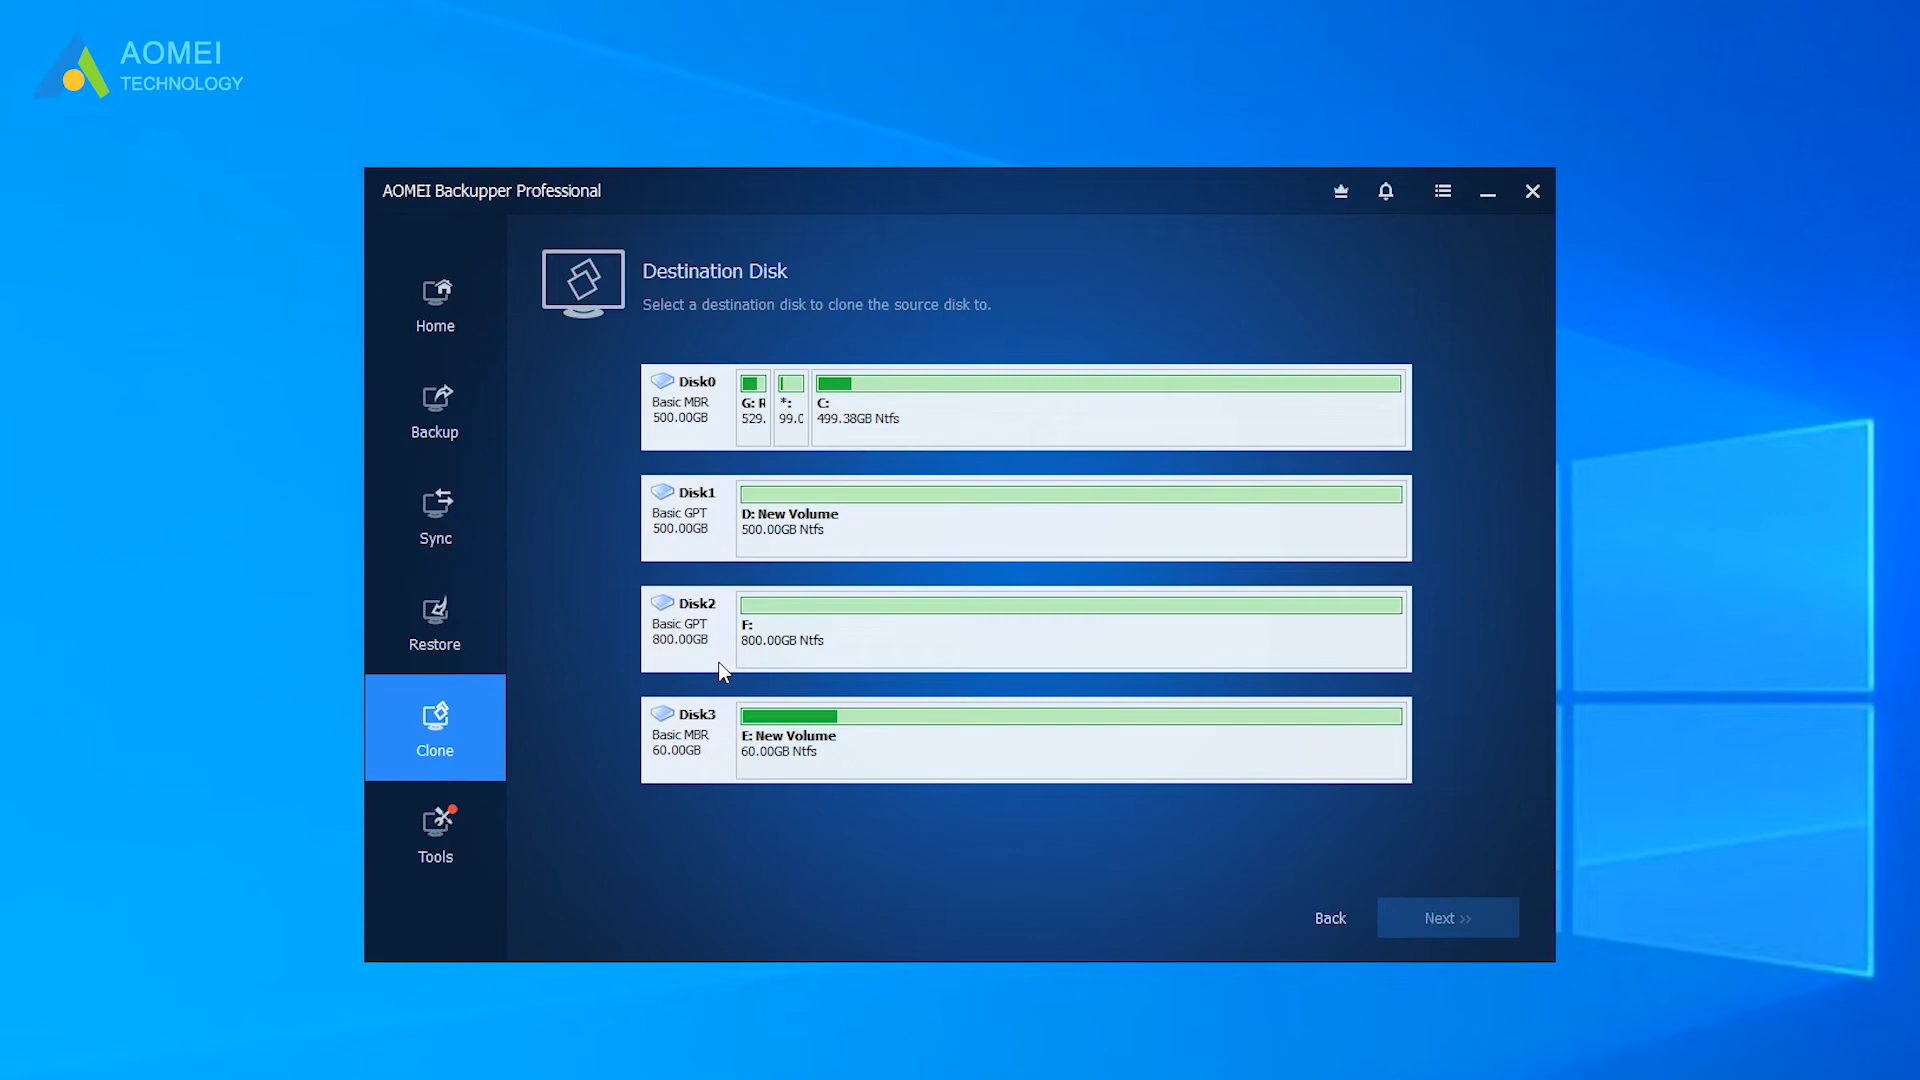 AOMEI
TECHNOLOGY
AOMEI Backupper Professional
Home
Backup
Sync
Restore
Clone
Tools
Destination Disk
Select a destination disk to clone the source disk to.
Disk0
Basic MBR
500.00GB
G: R
529.
*:
99.0
C:
499.38GB Ntfs
Disk1
Basic GPT
500.00GB
D: New Volume
500.00GB Ntfs
Disk2
Basic GPT
800.00GB
F:
800.00GB Ntfs
Disk3
Basic MBR
60.00GB
E: New Volume
60.00GB Ntfs
Back
Next >>